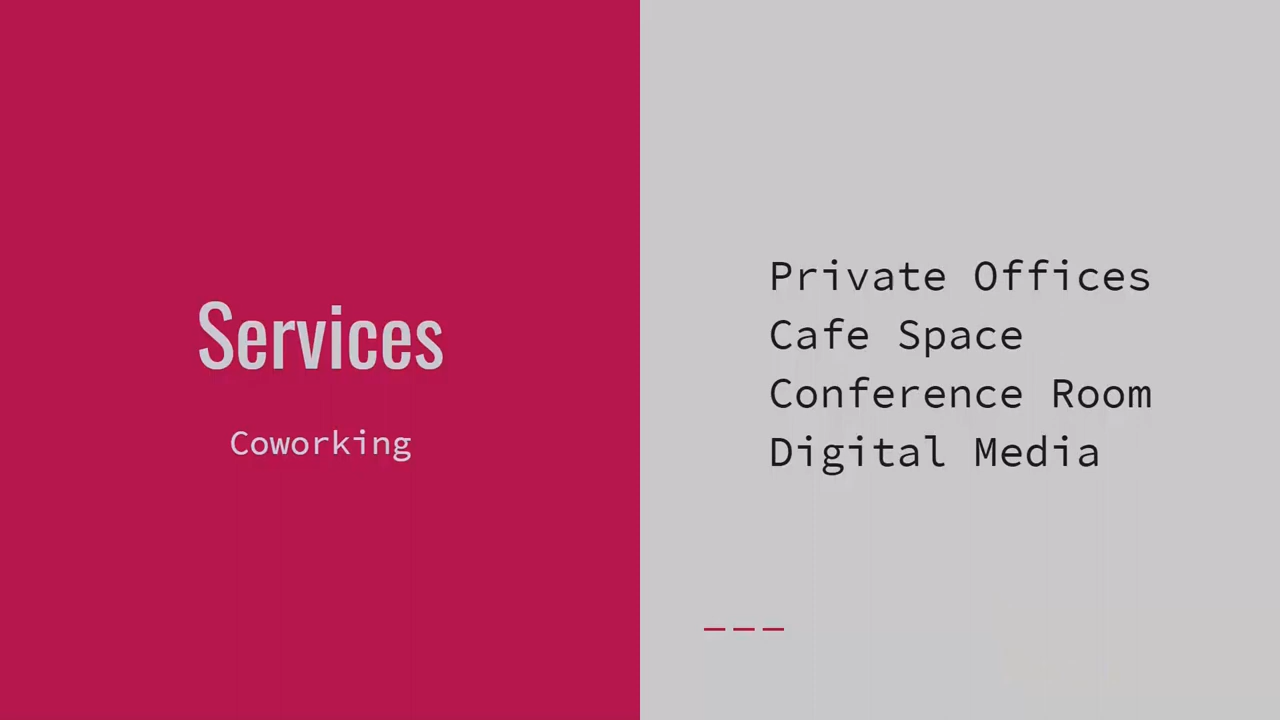 Services
Coworking
Private Offices
Cafe Space
Conference Room
Digital Media